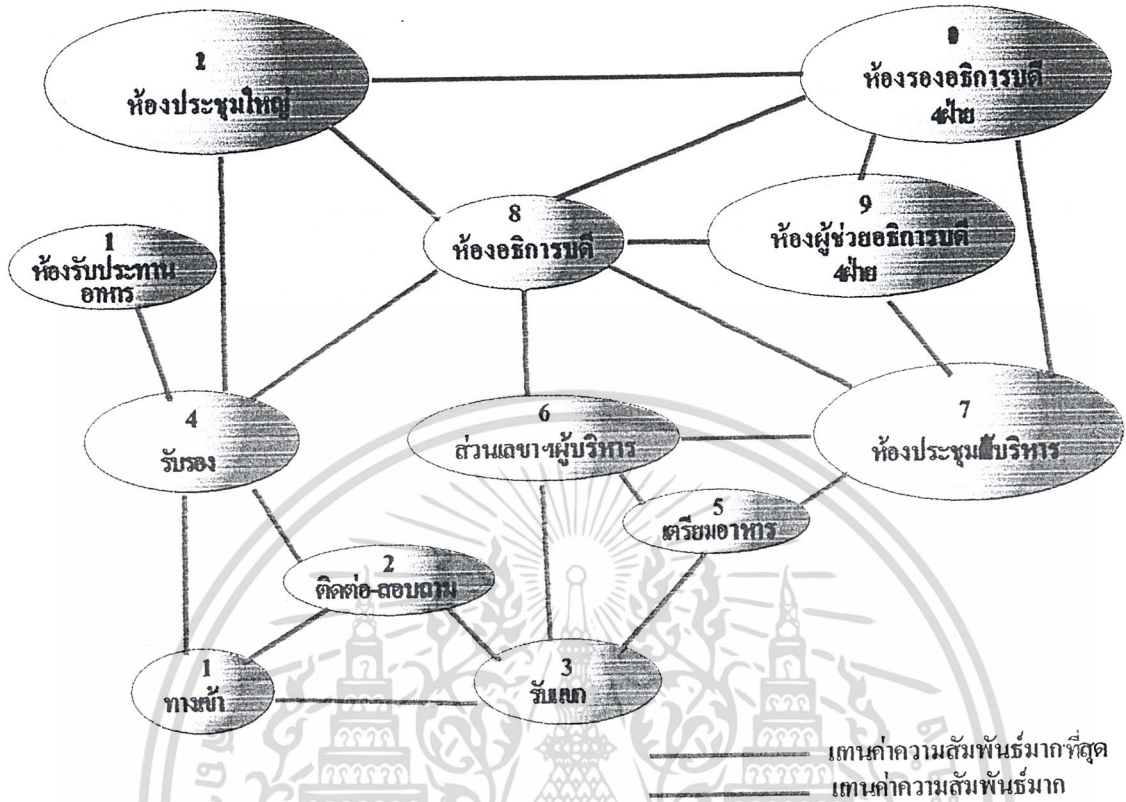 ห้องประชุมใหญ่
ห้องรองอธิการบดี
4ฝ่าย
8
ห้องอธิการบดี
9
ห้องผู้ช่วยอธิการบดี
4ฝ่าย
1
ห้องรับประทาน
อาหาร
4
รับรอง
6
ส่วนเลขาฯผู้บริหาร
7
ห้องประชุมผู้บริหาร
5
เตรียมอาหาร
2
ติดต่อ-สอบถาม
1
ทางเข้า
3
รับแขก
แทนค่าความสัมพันธ์มากที่สุด
แทนค่าความสัมพันธ์มาก